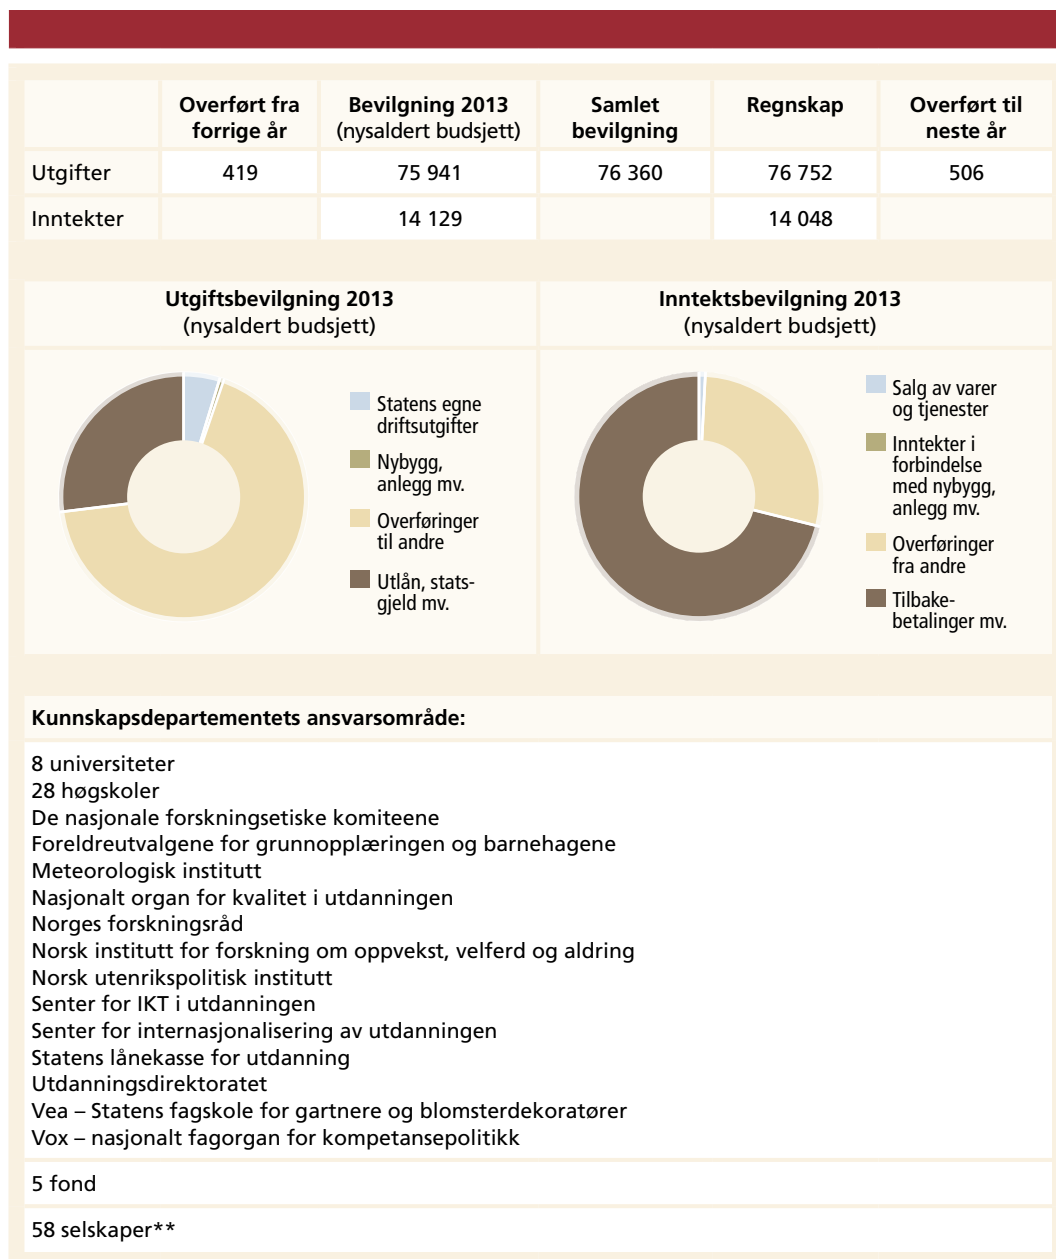 Overført fra forrige år
Bevilgning 2013 (nysaldert budsjett)
Samlet bevilgning
Regnskap
Overført til neste år
Utgifter 419 75 941 76 360 76 752 506
Inntekter 14 129 14 048
Utgiftsbevilgning 2013
(nysaldert budsjett)
Statens egne
driftsutgifter
Nybygg,
anlegg mv.
Overføringer
til andre
Utlån, stats-
gjeld mv.
Inntektsbevilgning 2013
(nysaldert budsjett)
Salg av varer
og tjenester
Inntekter i
forbindelse
med nybygg,
anlegg mv.
Overføringer
fra andre
Tilbake-
betalinger mv.
Kunnskapsdepartementets ansvarsområde:
8 universiteter
28 høgskoler
De nasjonale forskningsetiske komiteene
Foreldreutvalgene for grunnopplæringen og barnehagene
Meteorologisk institutt
Nasjonalt organ for kvalitet i utdanningen
Norges forskningsråd
Norsk institutt for forskning om oppvekst, velferd og aldring
Norsk utenrikspolitisk institutt
Senter for IKT i utdanningen
Senter for internasjonalisering av utdanningen
Statens lånekasse for utdanning
Utdanningsdirektoratet
Vea – Statens fagskole for gartnere og blomsterdekoratører
Vox – nasjonalt fagorgan for kompetansepolitikk
5 fond
58 selskaper**